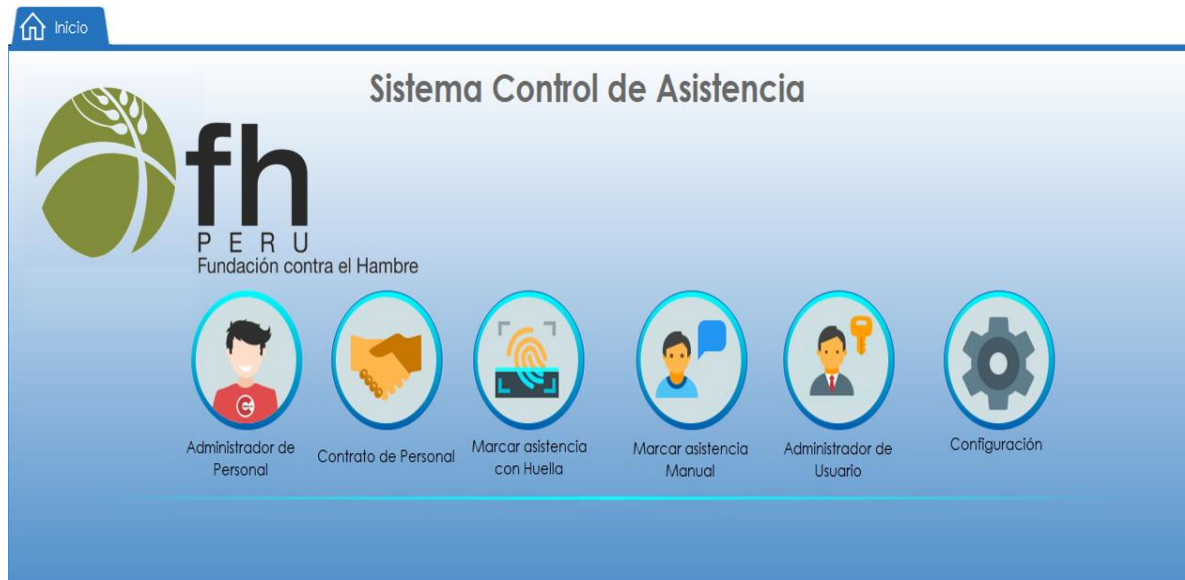 Inicio
Sistema Control de Asistencia
fh
PERU
Fundación contra el Hambre
Administrador de
Personal
Contrato de Personal
Marcar asistencia
con Huella
Marcar asistencia
Manual
Administrador de
Usuario
Configuración